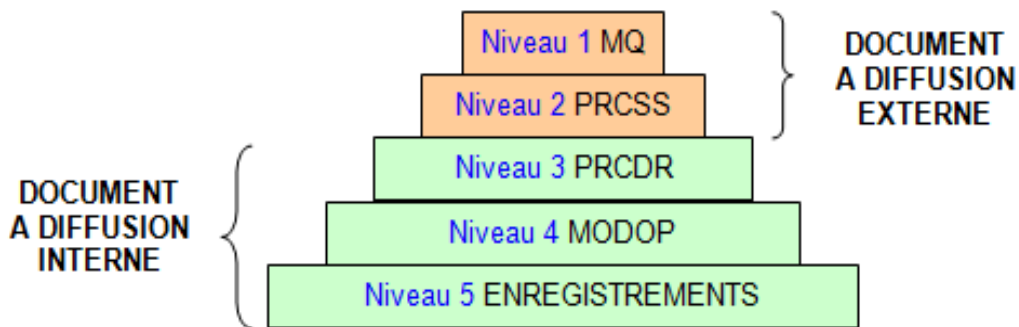 Niveau 1 MQ
Niveau 2 PRCSS
DOCUMENT
A DIFFUSION
EXTERNE
Niveau 3 PRCDR
Niveau 4 MODOP
Niveau 5 ENREGISTREMENTS
DOCUMENT
A DIFFUSION
INTERNE